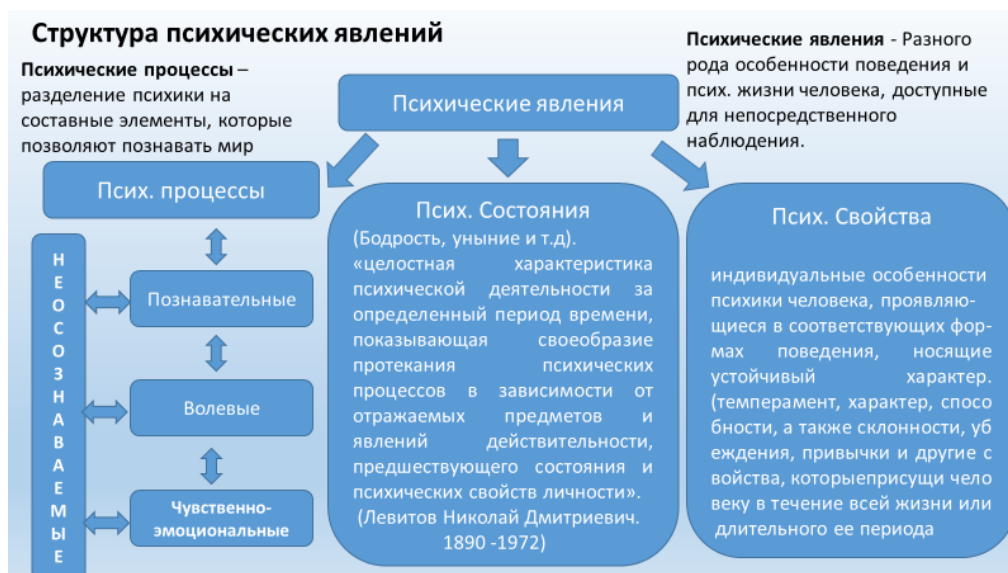 Структура психических явлений
Психические процессы –
разделение психики на
составные элементы, которые
позволяют познавать мир
Психические явления
Психические явления - Разного
рода особенности поведения и
псих. жизни человека, доступные
для непосредственного
наблюдения.
Псих. процессы
НЕОСОЗНАВАЕМЫЕ
Познавательные
Волевые
Чувственно-
эмоциональные
Псих. Состояния
(Бодрость, уныние и т.д).
«целостная характеристика
психической деятельности за
определенный период времени,
показывающая своеобразие
протекания психических
процессов в зависимости от
отражаемых предметов и
явлений действительности,
предшествующего состояния и
психических свойств личности».
(Левитов Николай Дмитриевич.
1890 -1972)
Псих. Свойства
индивидуальные особенности
психики человека, проявляю-
щиеся в соответствующих фор-
мах поведения, носящие
устойчивый характер.
(темперамент, характер, спосо
бности, а также склонности, уб
еждения, привычки и другие с
войства, которыеприсущи чело
веку в течение всей жизни или
длительного ее периода